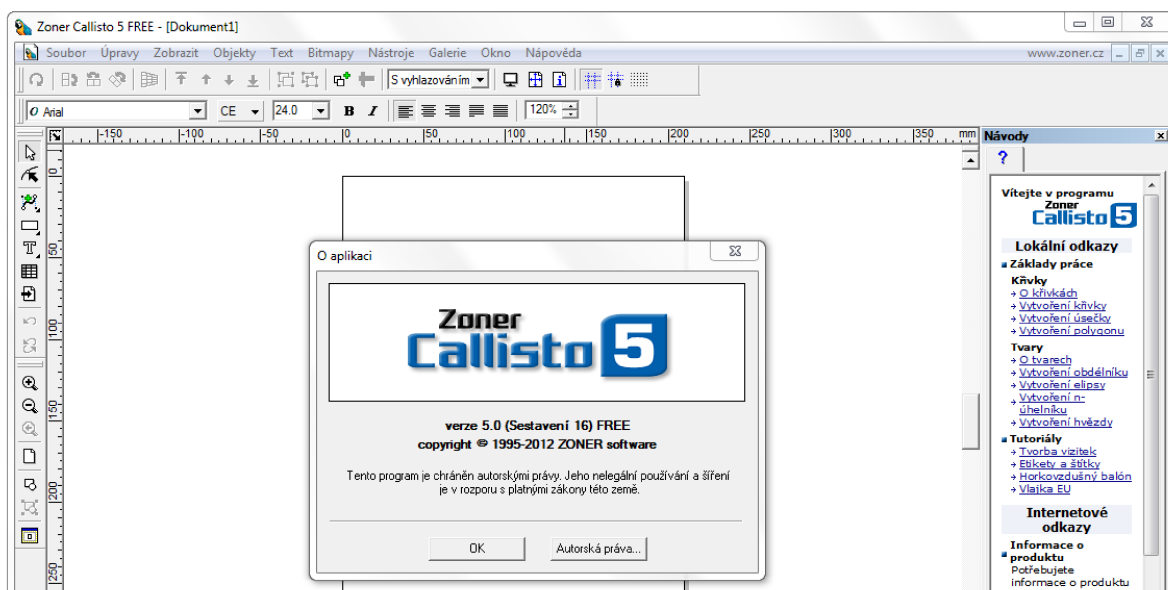 Zoner Callisto 5 FREE - [Dokument1]
Soubor Úpravy Zobrazit Objekty Text Bitmapy Nástroje Galerie Okno Nápověda www.zoner.cz
S vyhlazováním
O Arial CE 24.0 B I 120%
-150 -100 -50 0 50 100 150 200 250 300 350 mm
0
50
100
150
200
250
O aplikaci
Zoner
Callisto 5
verze 5.0 (Sestavení 16) FREE
copyright © 1995-2012 ZONER software
Tento program je chráněn autorskými právy. Jeho nelegální používání a šíření
je v rozporu s platnými zákony této země.
OK Autorská práva...
Návody
?
Vítejte v programu
Zoner
Callisto 5
Lokální odkazy
Základy práce
Křivky
O křivkách
Vytvoření křivky
Vytvoření úsečky
Vytvoření polygonu
Tvary
O tvarech
Vytvoření obdélníku
Vytvoření elipsy
Vytvoření n-
úhelníku
Vytvoření hvězdy
Tutoriály
Tvorba vizitek
Etikety a štítky
Horkovzdušný balón
Vlajka EU
Internetové
odkazy
Informace o
produktu
Potřebujete
informace o produktu